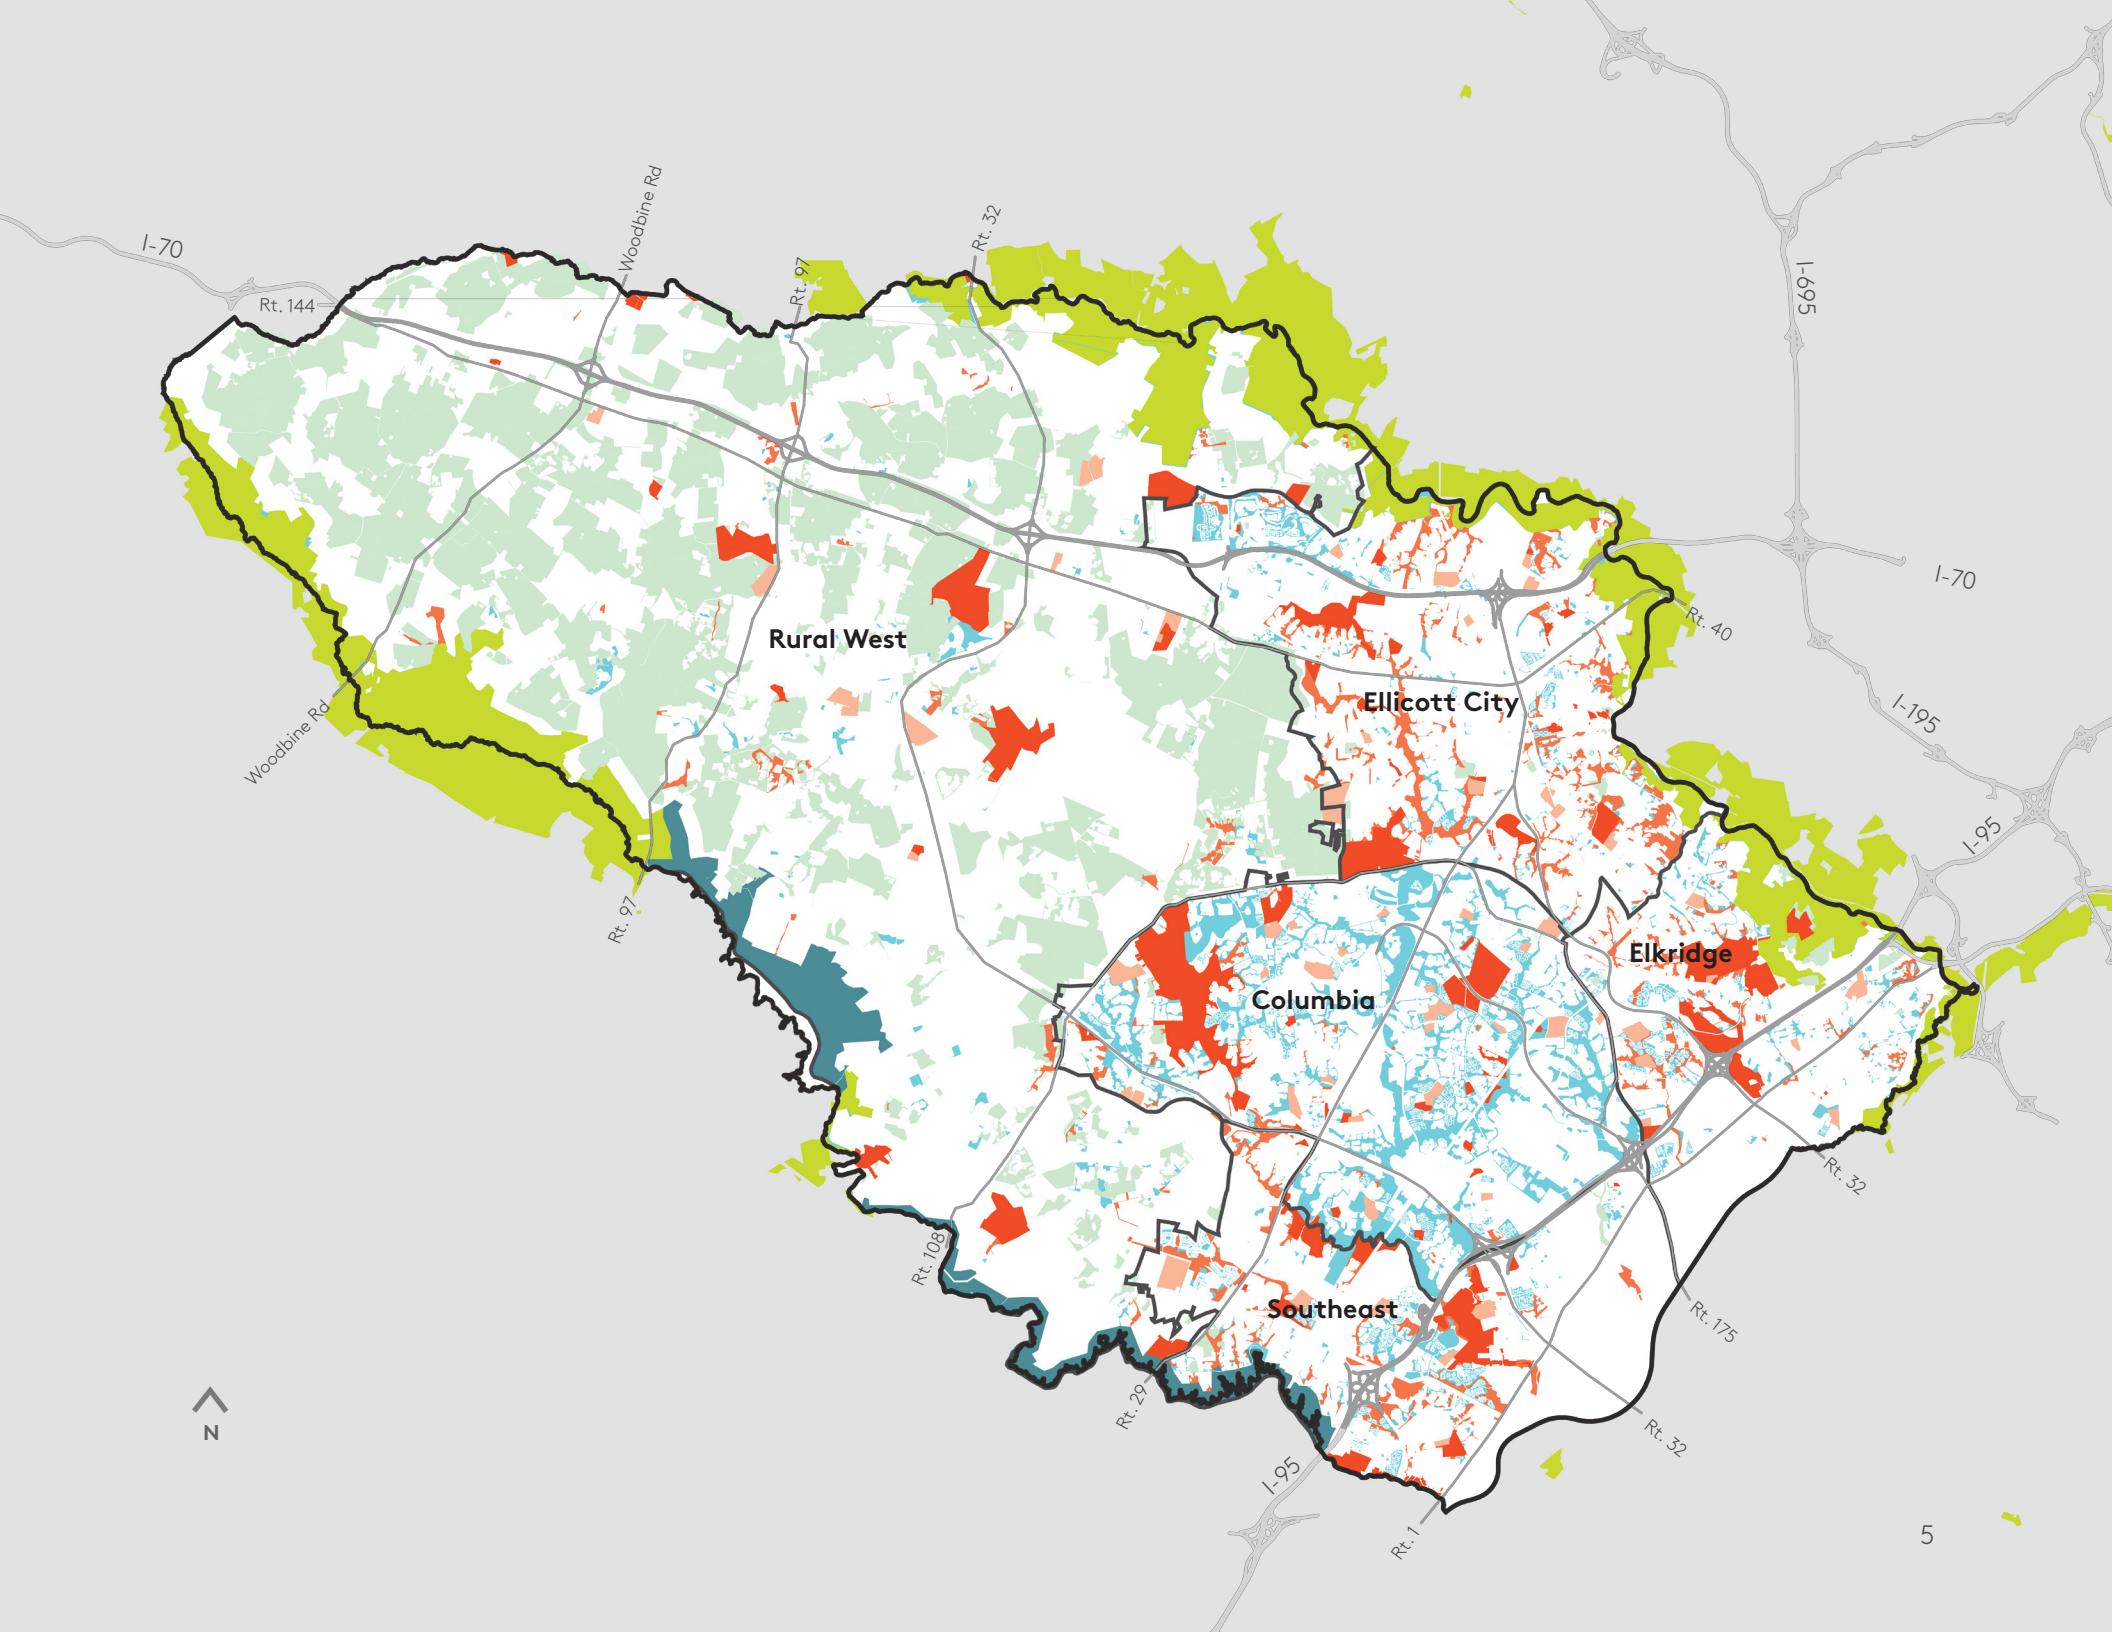 Woodbine Rd
Rt. 32
I-70
Rt. 97
Rt. 144
I-695
I-70
Rt. 40
Rural West
Ellicott City
I-195
Woodbine Rd
I-95
Rt. 97
Elkridge
Columbia
Rt. 32
Rt. 108
Southeast
Rt. 175
Rt. 29
N
Rt. 32
I-95
Rt. 1
5